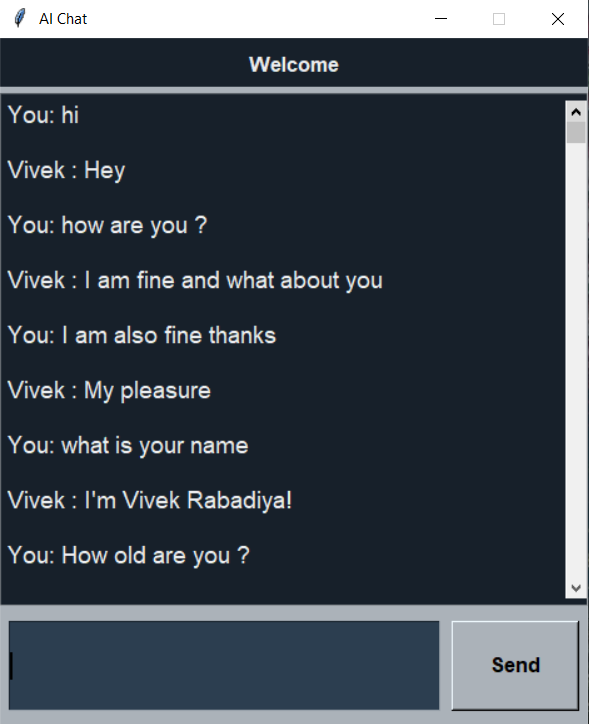 AI Chat
Welcome
You: hi
Vivek : Hey
You: how are you ?
Vivek : I am fine and what about you
You: I am also fine thanks
Vivek : My pleasure
You: what is your name
Vivek : I'm Vivek Rabadiya!
You: How old are you ?
Send